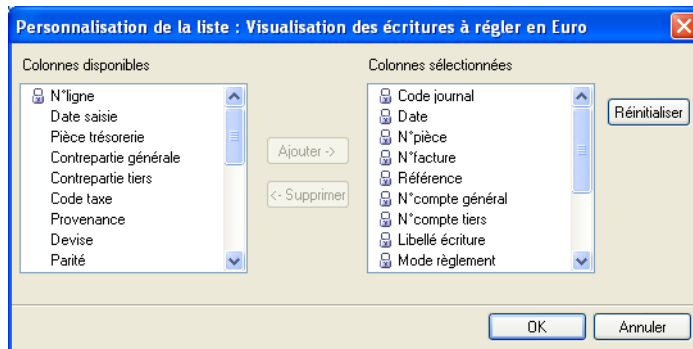 Personnalisation de la liste : Visualisation des écritures à régler en Euro
Colonnes disponibles
N°ligne
Date saisie
Pièce trésorerie
Contrepartie générale
Contrepartie tiers
Code taxe
Provenance
Devise
Parité
Ajouter ->
<- Supprimer
Colonnes sélectionnées
Code journal
Date
N°pièce
N°facture
Référence
N°compte général
N°compte tiers
Libellé écriture
Mode règlement
Réinitialiser
OK
Annuler